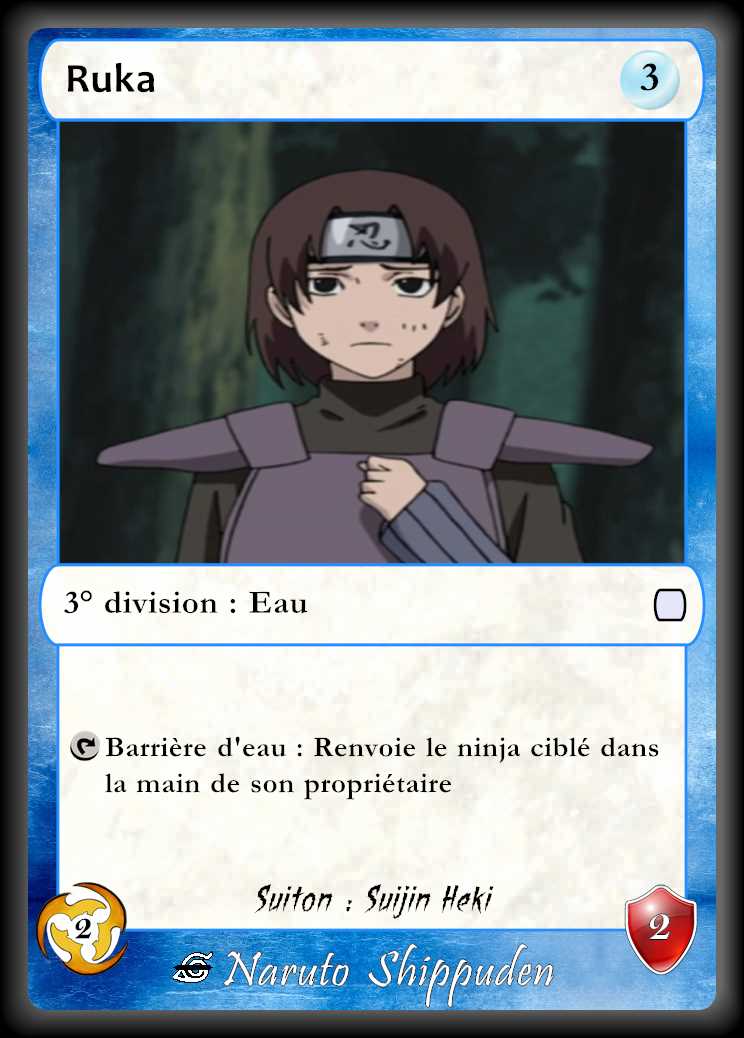 Ruka
3
忍
3° division : Eau
Barrière d'eau : Renvoie le ninja ciblé dans
la main de son propriétaire
Suiton : Suijin Heki
2
2
Naruto Shippuden